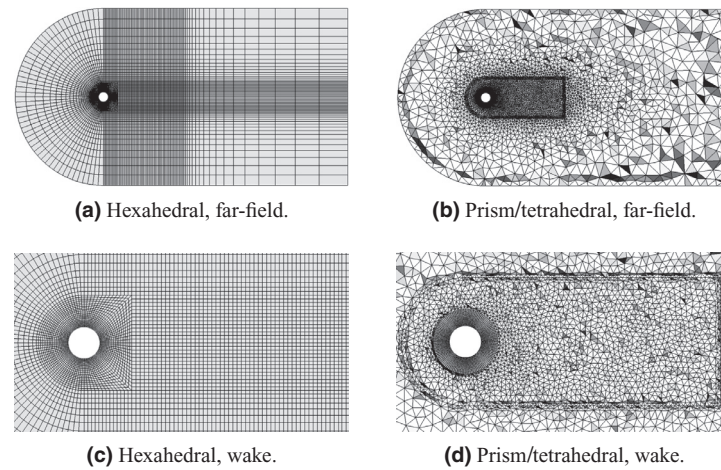 (a) Hexahedral, far-field.
(b) Prism/tetrahedral, far-field.
(c) Hexahedral, wake.
(d) Prism/tetrahedral, wake.